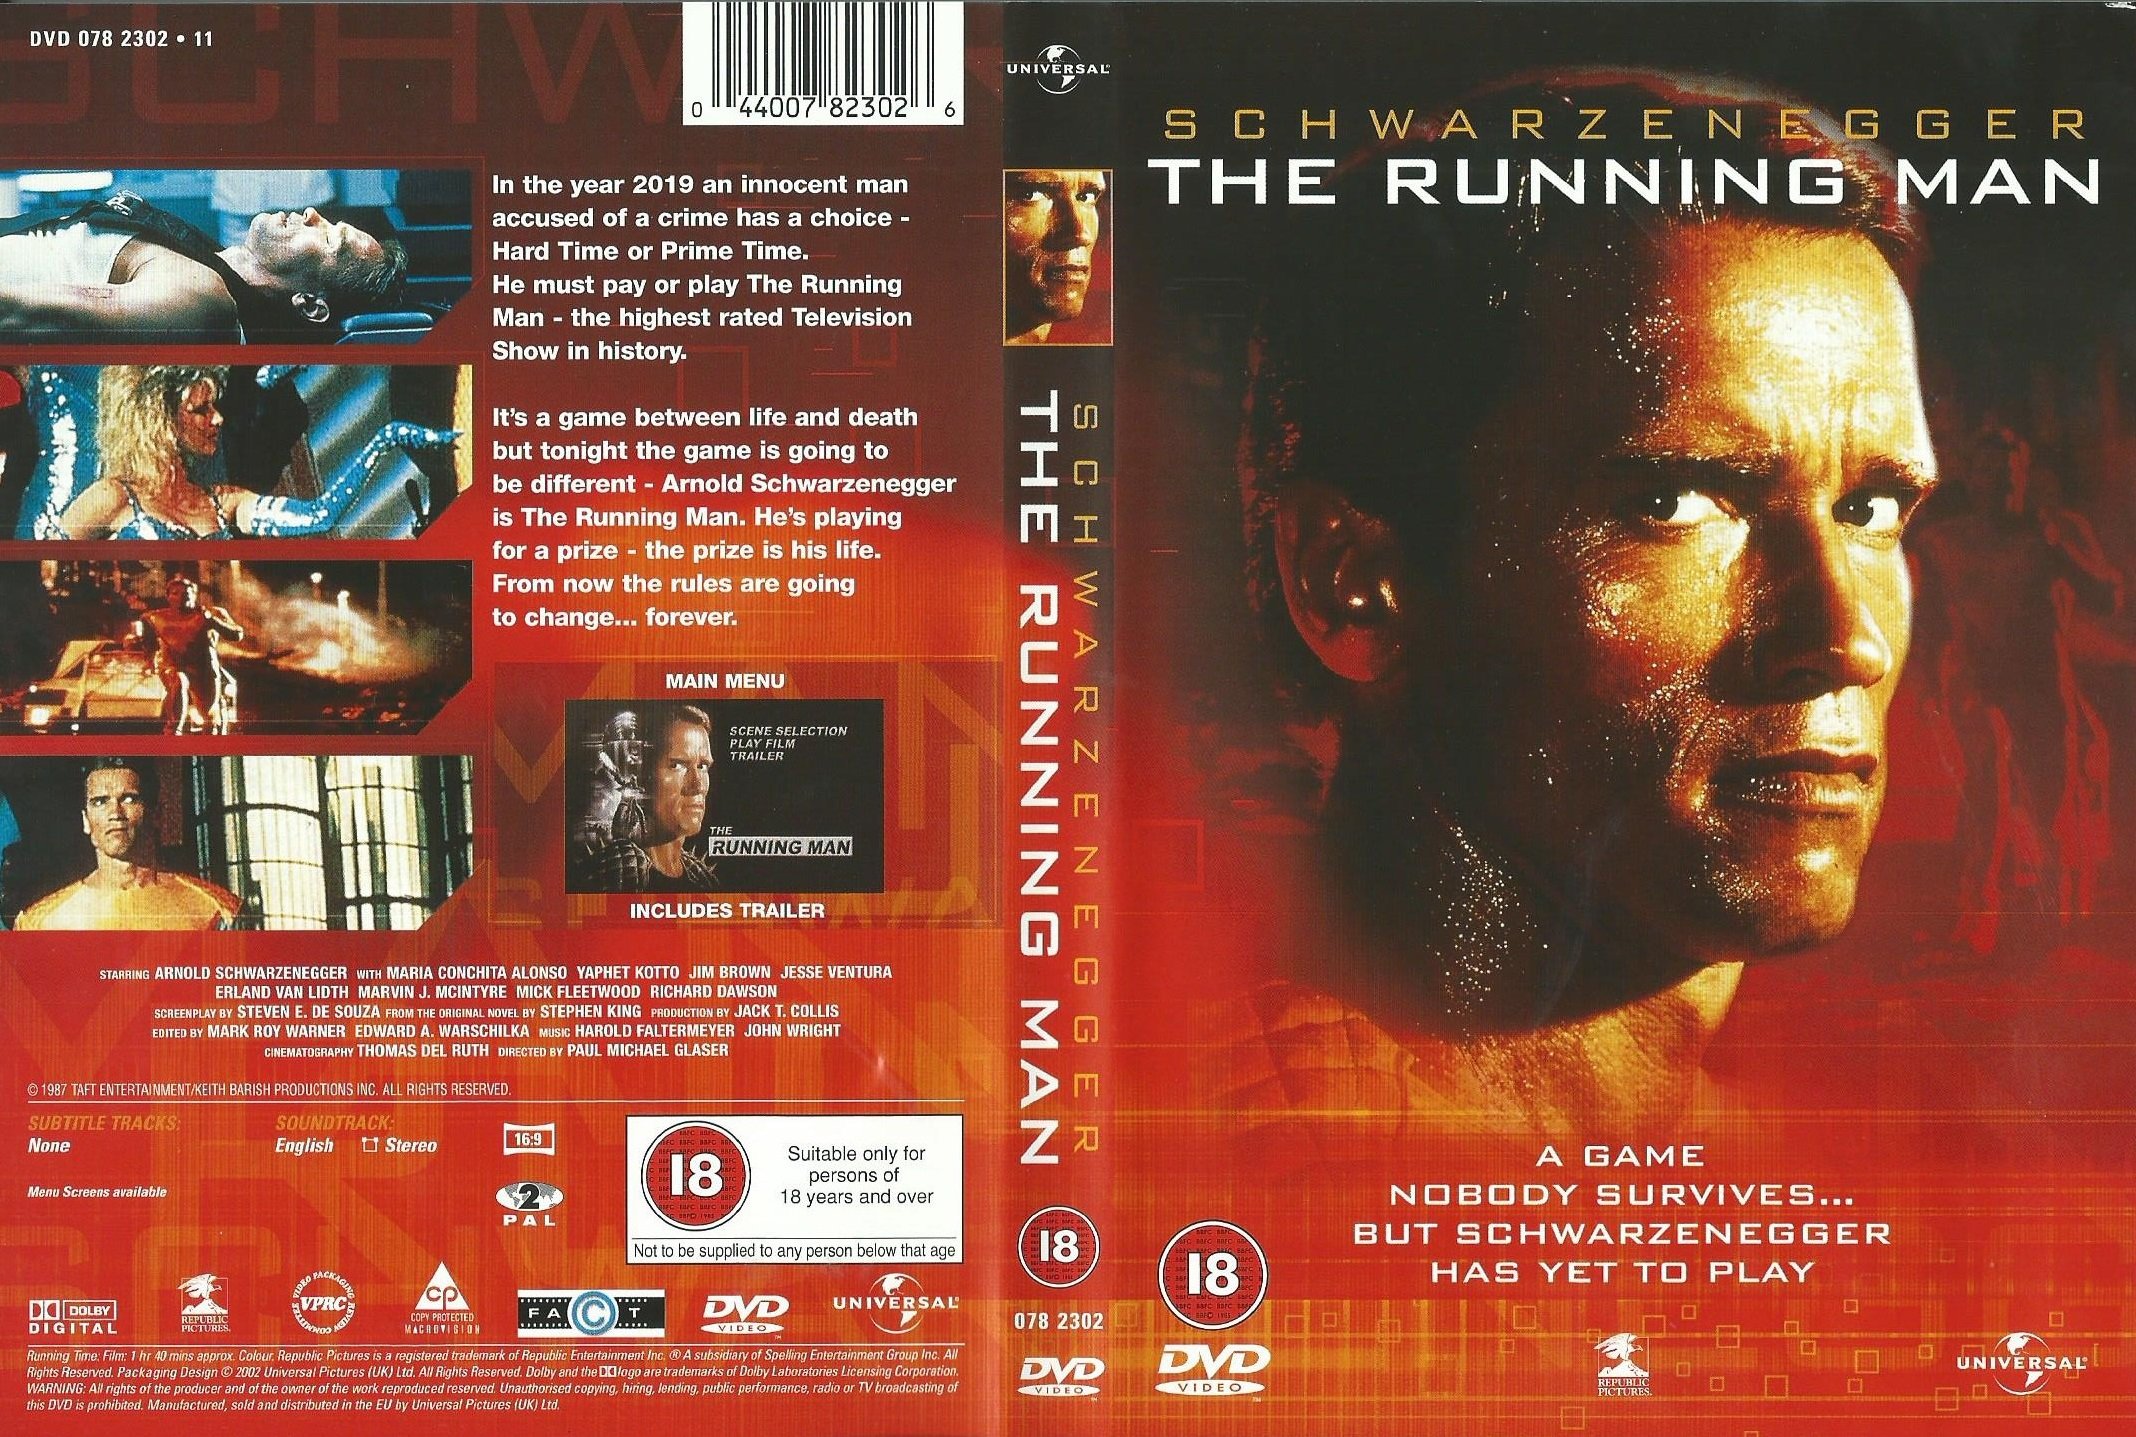 DVD 078 2302 • 11
0 44007 82302 6
In the year 2019 an innocent man
accused of a crime has a choice -
Hard Time or Prime Time.
He must pay or play The Running
Man - the highest rated Television
Show in history.
It's a game between life and death
but tonight the game is going to
be different - Arnold Schwarzenegger
is The Running Man. He's playing
for a prize - the prize is his life.
From now the rules are going
to change... forever.
MAIN MENU
SCENE SELECTION
PLAY FILM
TRAILER
THE
RUNNING MAN
INCLUDES TRAILER
STARRING ARNOLD SCHWARZENEGGER WITH MARIA CONCHITA ALONSO YAPHET KOTTO JIM BROWN JESSE VENTURA
ERLAND VAN LIDTH MARVIN J. MCINTYRE MICK FLEETWOOD RICHARD DAWSON
SCREENPLAY BY STEVEN E. DE SOUZA FROM THE ORIGINAL NOVEL BY STEPHEN KING PRODUCTION BY JACK T. COLLIS
EDITED BY MARK ROY WARNER EDWARD A. WARSCHILKA MUSIC HAROLD FALTERMEYER JOHN WRIGHT
CINEMATOGRAPHY THOMAS DEL RUTH DIRECTED BY PAUL MICHAEL GLASER
© 1987 TAFT ENTERTAINMENT/KEITH BARISH PRODUCTIONS INC. ALL RIGHTS RESERVED.
SUBTITLE TRACKS:
None
Menu Screens available
SOUNDTRACK:
English Stereo
16:9
2
PAL
18
Suitable only for
persons of
18 years and over
Not to be supplied to any person below that age
DOLBY
DIGITAL
REPUBLIC
PICTURES.
VIDEO PACKAGING REVIEW COMMITTEE
VPRC
CP
COPY PROTECTED
MACROVISION
FACT
DVD
VIDEO
UNIVERSAL
Running Time: Film: 1 hr 40 mins approx. Colour. Republic Pictures is a registered trademark of Republic Entertainment Inc. ® A subsidiary of Spelling Entertainment Group Inc. All
Rights Reserved. Packaging Design © 2002 Universal Pictures (UK) Ltd. All Rights Reserved. Dolby and the logo are trademarks of Dolby Laboratories Licensing Corporation.
WARNING: All rights of the producer and of the owner of the work reproduced reserved. Unauthorised copying, hiring, lending, public performance, radio or TV broadcasting of
this DVD is prohibited. Manufactured, sold and distributed in the EU by Universal Pictures (UK) Ltd.
UNIVERSAL
SCHWARZENEGGER
THE RUNNING MAN
18
078 2302
DVD
VIDEO
SCHWARZENEGGER
THE RUNNING MAN
A GAME
NOBODY SURVIVES...
BUT SCHWARZENEGGER
HAS YET TO PLAY
18
DVD
VIDEO
REPUBLIC
PICTURES.
UNIVERSAL